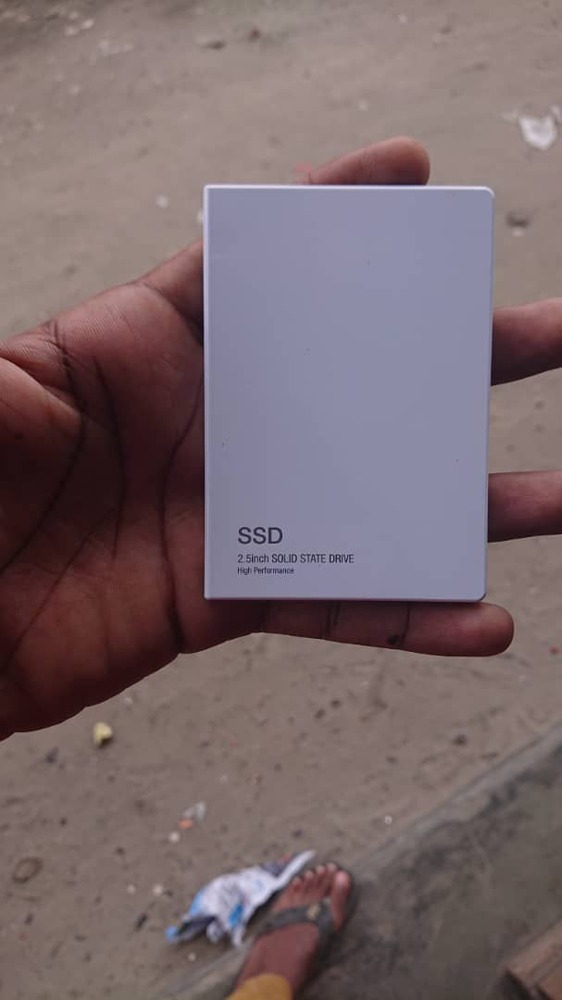 SSD
2.5inch SOLID STATE DRIVE
High Performance